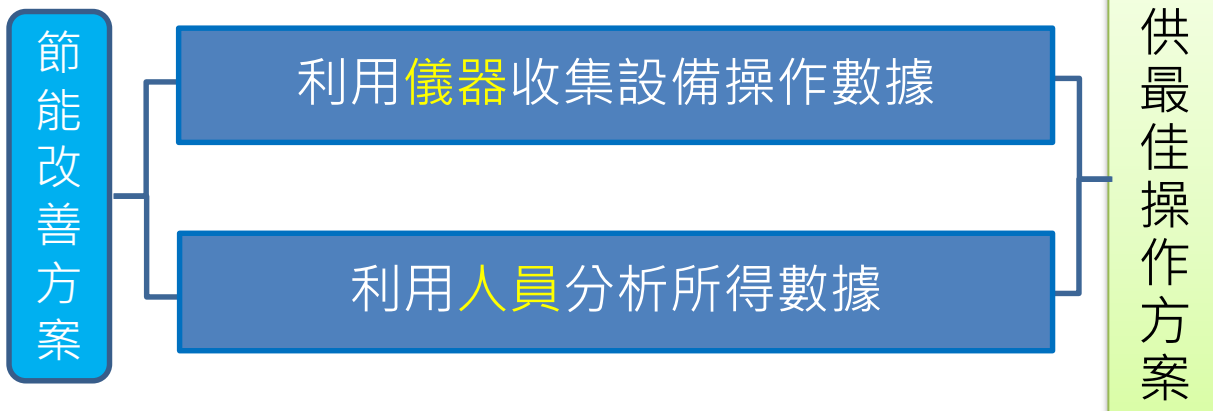 節能改善方案
利用儀器收集設備操作數據
利用人員分析所得數據
供最佳操作方案